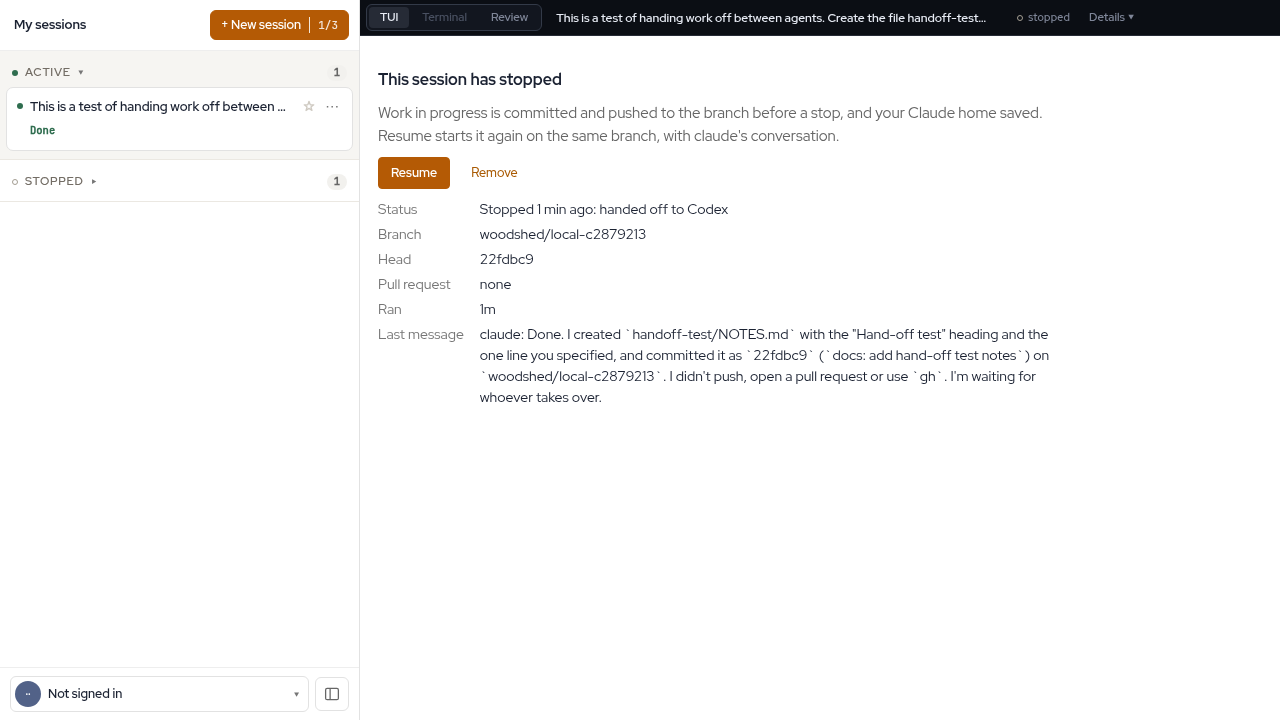 My sessions
+ New session 1/3
ACTIVE ▾ 1
This is a test of handing work off between ... ☆ ···
Done
STOPPED ▸ 1
Not signed in ▾
TUI Terminal Review This is a test of handing work off between agents. Create the file handoff-test... stopped Details ▾
This session has stopped
Work in progress is committed and pushed to the branch before a stop, and your Claude home saved.
Resume starts it again on the same branch, with claude's conversation.
Resume Remove
Status Stopped 1 min ago: handed off to Codex
Branch woodshed/local-c2879213
Head 22fdbc9
Pull request none
Ran 1m
Last message claude: Done. I created `handoff-test/NOTES.md` with the "Hand-off test" heading and the
one line you specified, and committed it as `22fdbc9` (`docs: add hand-off test notes`) on
`woodshed/local-c2879213`. I didn't push, open a pull request or use `gh`. I'm waiting for
whoever takes over.